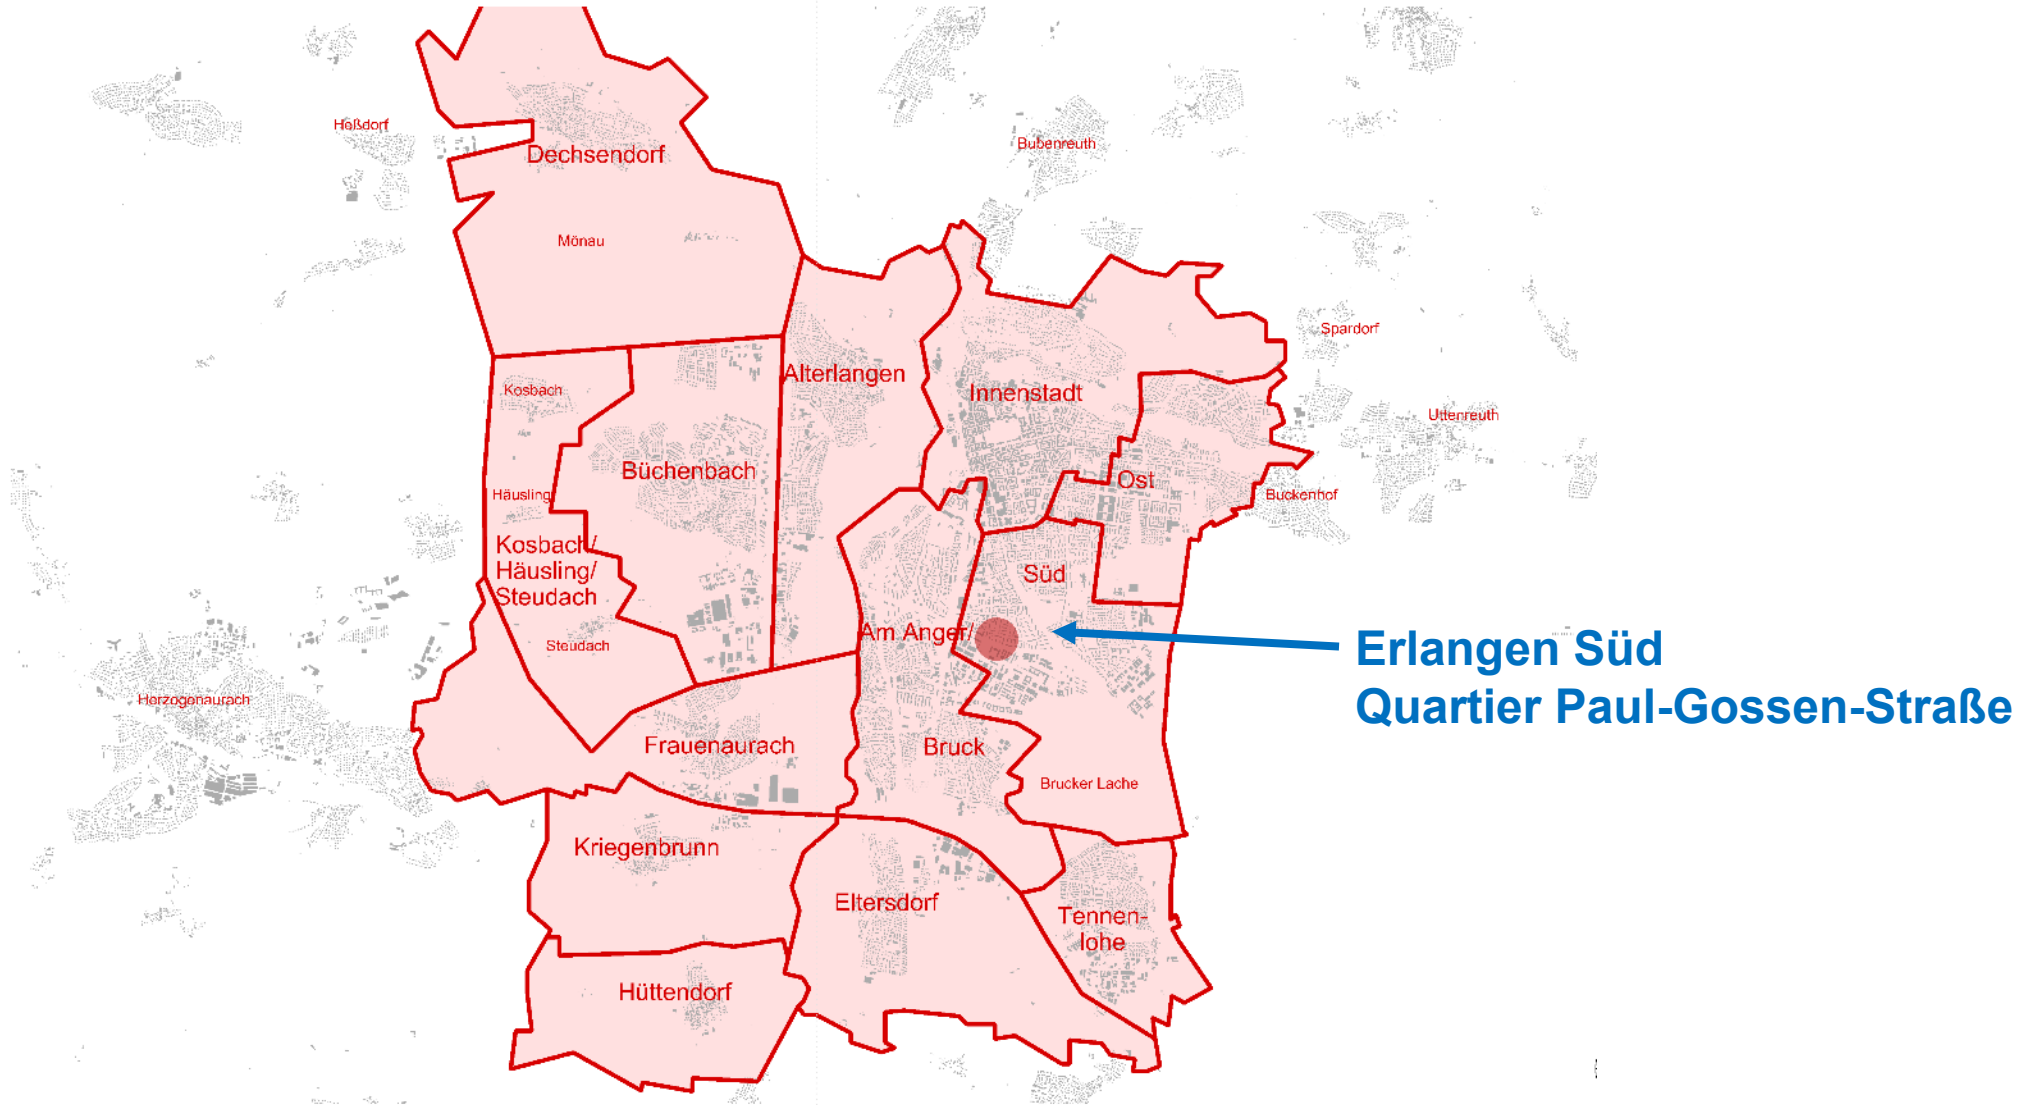 Heßdorf
Dechsendorf
Bubenreuth
Mönau
Spardorf
Alterlangen
Innenstadt
Kosbach
Uttenreuth
Büchenbach
Ost
Häusling
Buckenhof
Kosbach/
Häusling/
Steudach
Süd
Am Anger/
Steudach
Erlangen Süd
Quartier Paul-Gossen-Straße
Herzogenaurach
Frauenaurach
Bruck
Brucker Lache
Kriegenbrunn
Eltersdorf
Tennen-
lohe
Hüttendorf